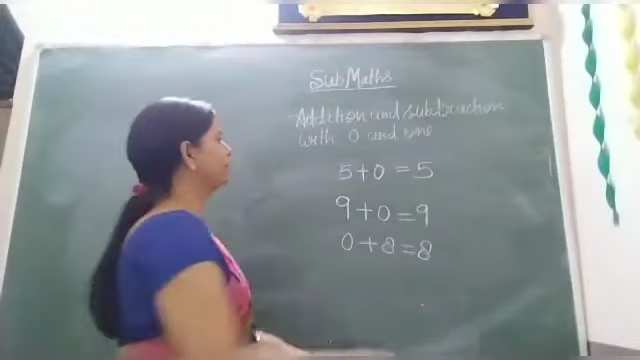 Sub Maths
Addition and subtraction
with 0 and one
5+0=5
9+0=9
0+8=8